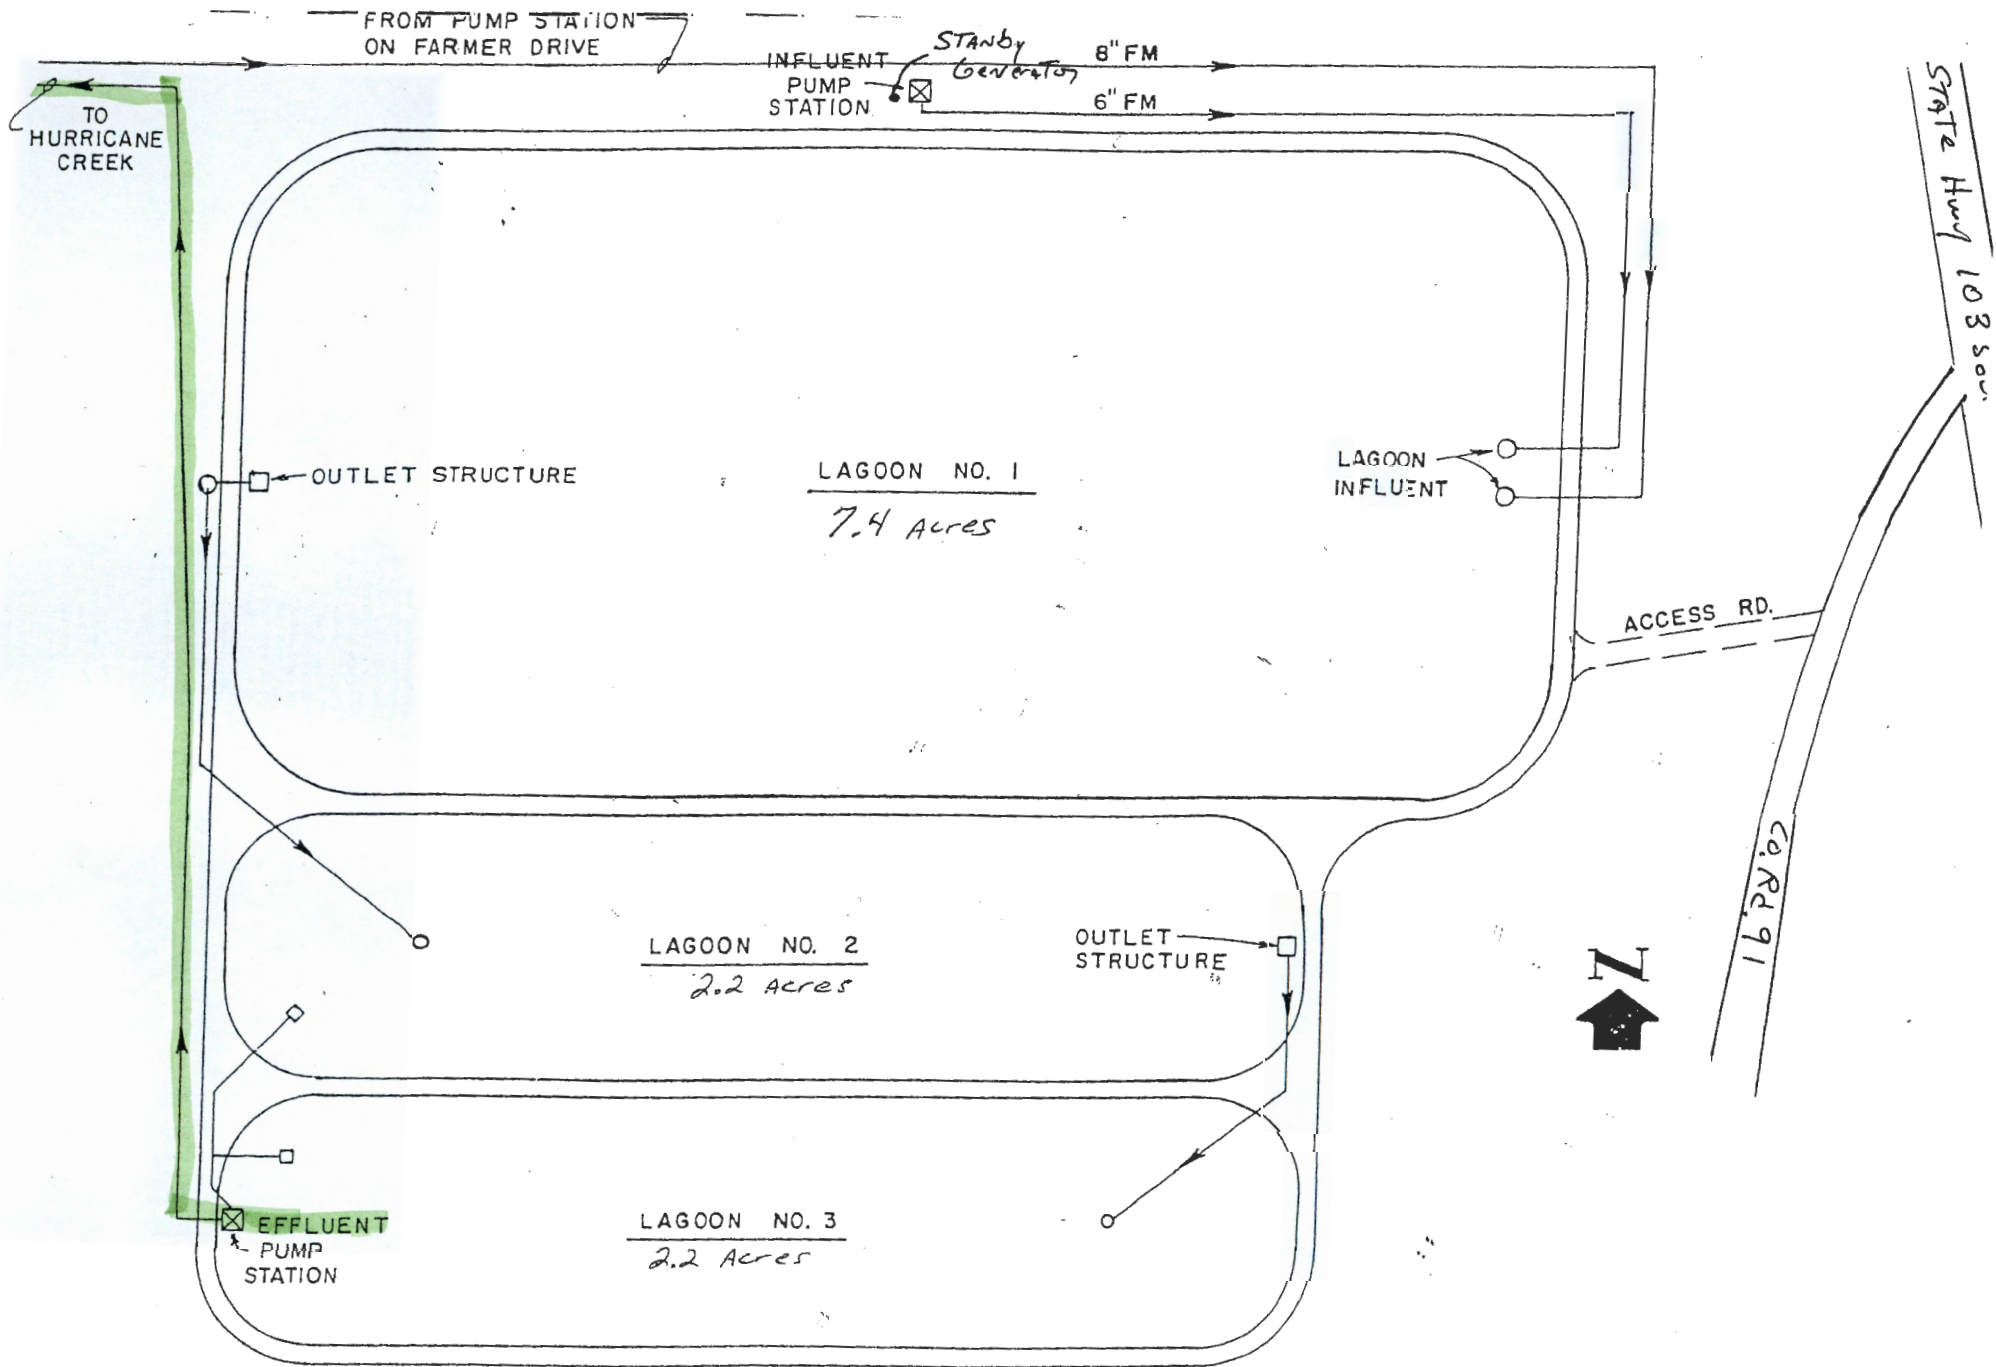 FROM PUMP STATION
ON FARMER DRIVE
STANby
Generator
8" FM
INFLUENT
PUMP
STATION
6" FM
TO
HURRICANE
CREEK
State Hwy 103 Sou.
OUTLET STRUCTURE
LAGOON NO. 1
7.4 Acres
LAGOON
INFLUENT
ACCESS RD.
Co. Rd. 91
LAGOON NO. 2
2.2 Acres
OUTLET
STRUCTURE
N
EFFLUENT
PUMP
STATION
LAGOON NO. 3
2.2 Acres